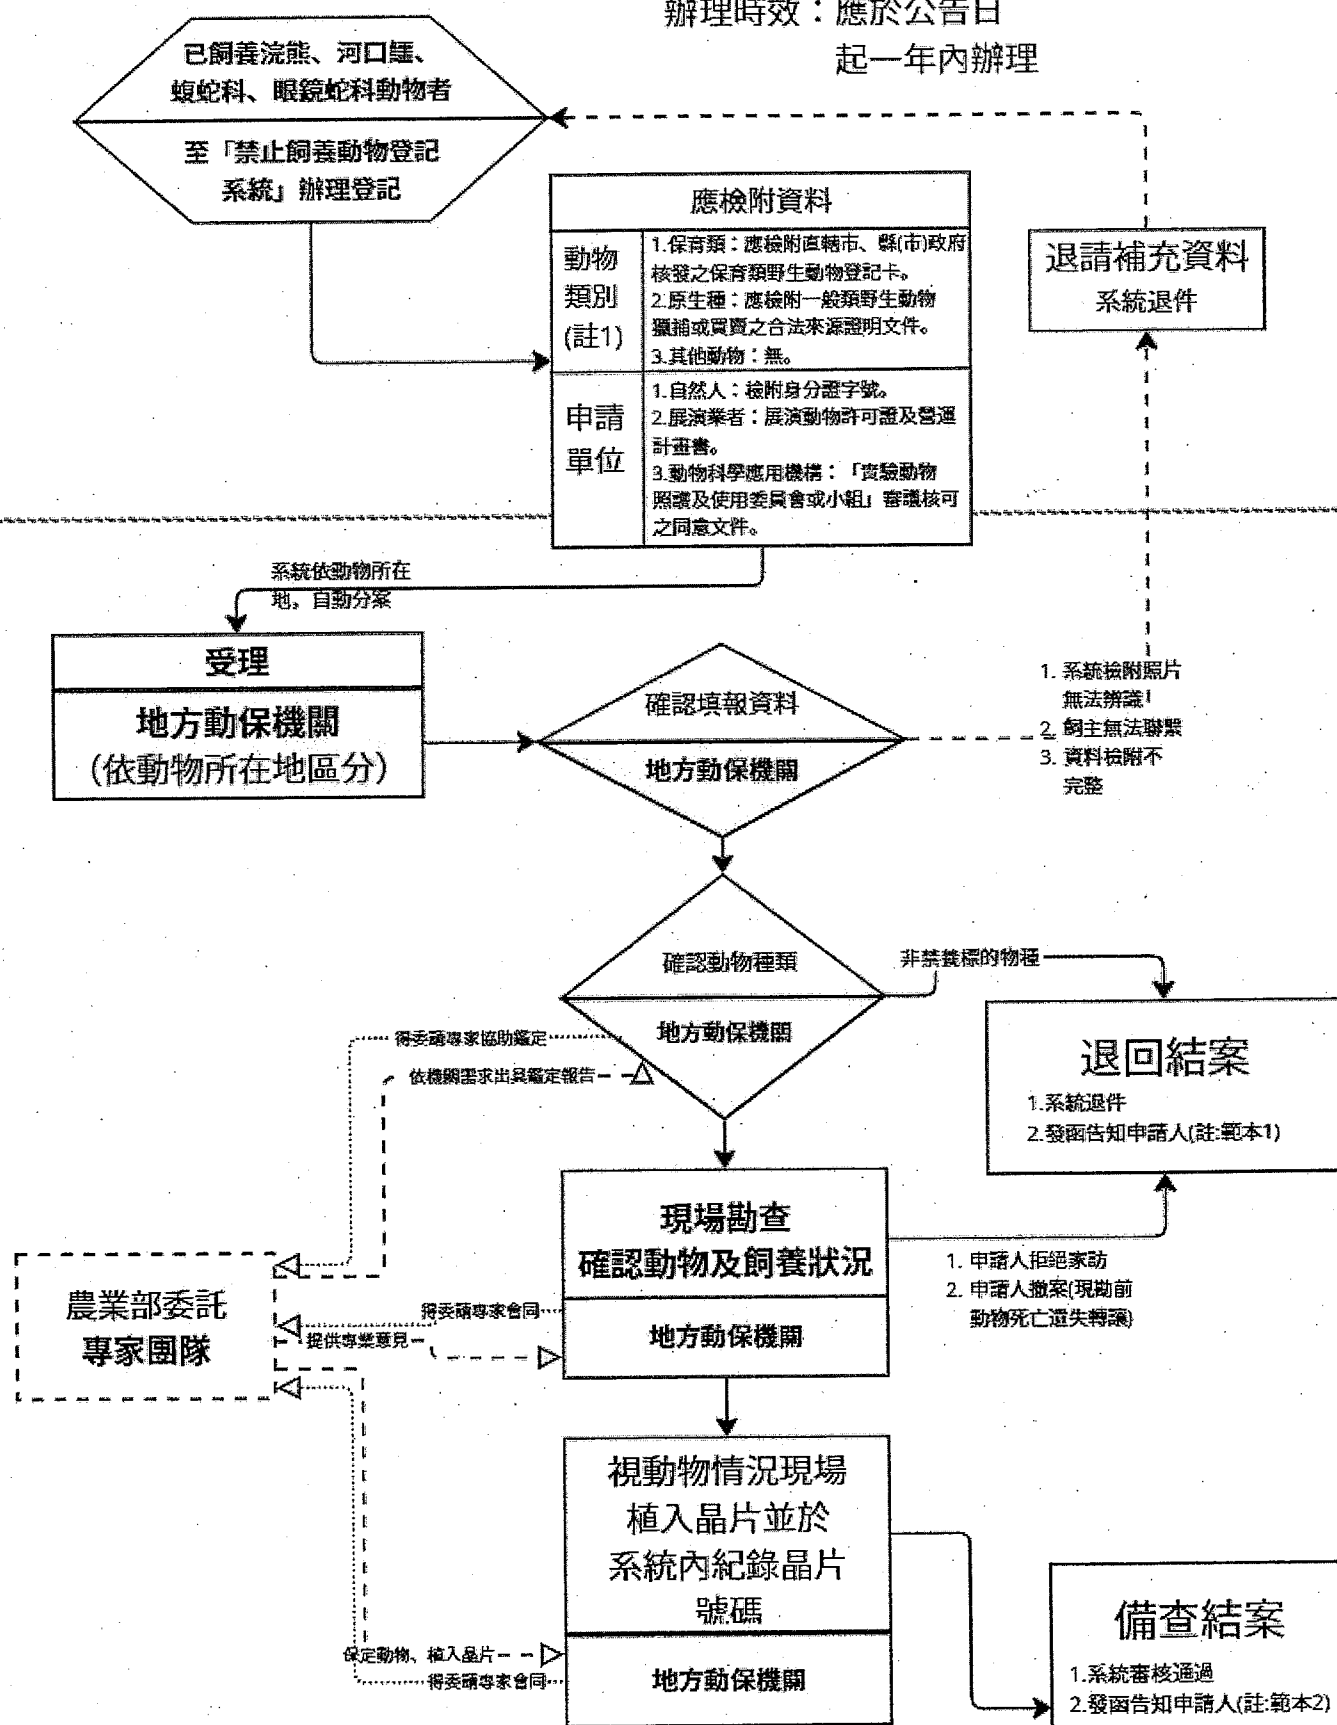 辦理時效：應於公告日
起一年內辦理
已飼養浣熊、河口鱷、
蝮蛇科、眼鏡蛇科動物者
至「禁止飼養動物登記
系統」辦理登記
應檢附資料
動物
類別
(註1)
1.保育類：應檢附直轄市、縣(市)政府
核發之保育類野生動物登記卡。
2.原生種：應檢附一般類野生動物
獵捕或買賣之合法來源證明文件。
3.其他動物：無。
申請
單位
1.自然人：檢附身分證字號。
2.展演業者：展演動物許可證及營運
計畫書。
3.動物科學應用機構：「實驗動物
照護及使用委員會或小組」審議核可
之同意文件。
退請補充資料
系統退件
系統依動物所在
地，自動分案
受理
地方動保機關
（依動物所在地區分）
確認填報資料
地方動保機關
1. 系統檢附照片
無法辨識
2. 飼主無法聯繫
3. 資料檢附不
完整
確認動物種類
地方動保機關
非禁養標的物種
退回結案
1.系統退件
2.發函告知申請人(註:範本1)
得委請專家協助鑑定
依機關需求出具鑑定報告
現場勘查
確認動物及飼養狀況
地方動保機關
1. 申請人拒絕家訪
2. 申請人撤案(現勘前
動物死亡遺失轉讓)
農業部委託
專家團隊
得委請專家會同
提供專業意見
視動物情況現場
植入晶片並於
系統內紀錄晶片
號碼
地方動保機關
保定動物、植入晶片
得委請專家會同
備查結案
1.系統審核通過
2.發函告知申請人(註:範本2)